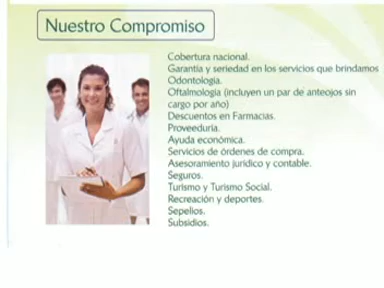 Nuestro Compromiso
Cobertura nacional.
Garantía y seriedad en los servicios que brindamos
Odontología.
Oftalmología (incluyen un par de anteojos sin
cargo por año)
Descuentos en Farmacias.
Proveeduría.
Ayuda económica.
Servicios de órdenes de compra.
Asesoramiento jurídico y contable.
Seguros.
Turismo y Turismo Social.
Recreación y deportes.
Sepelios.
Subsidios.